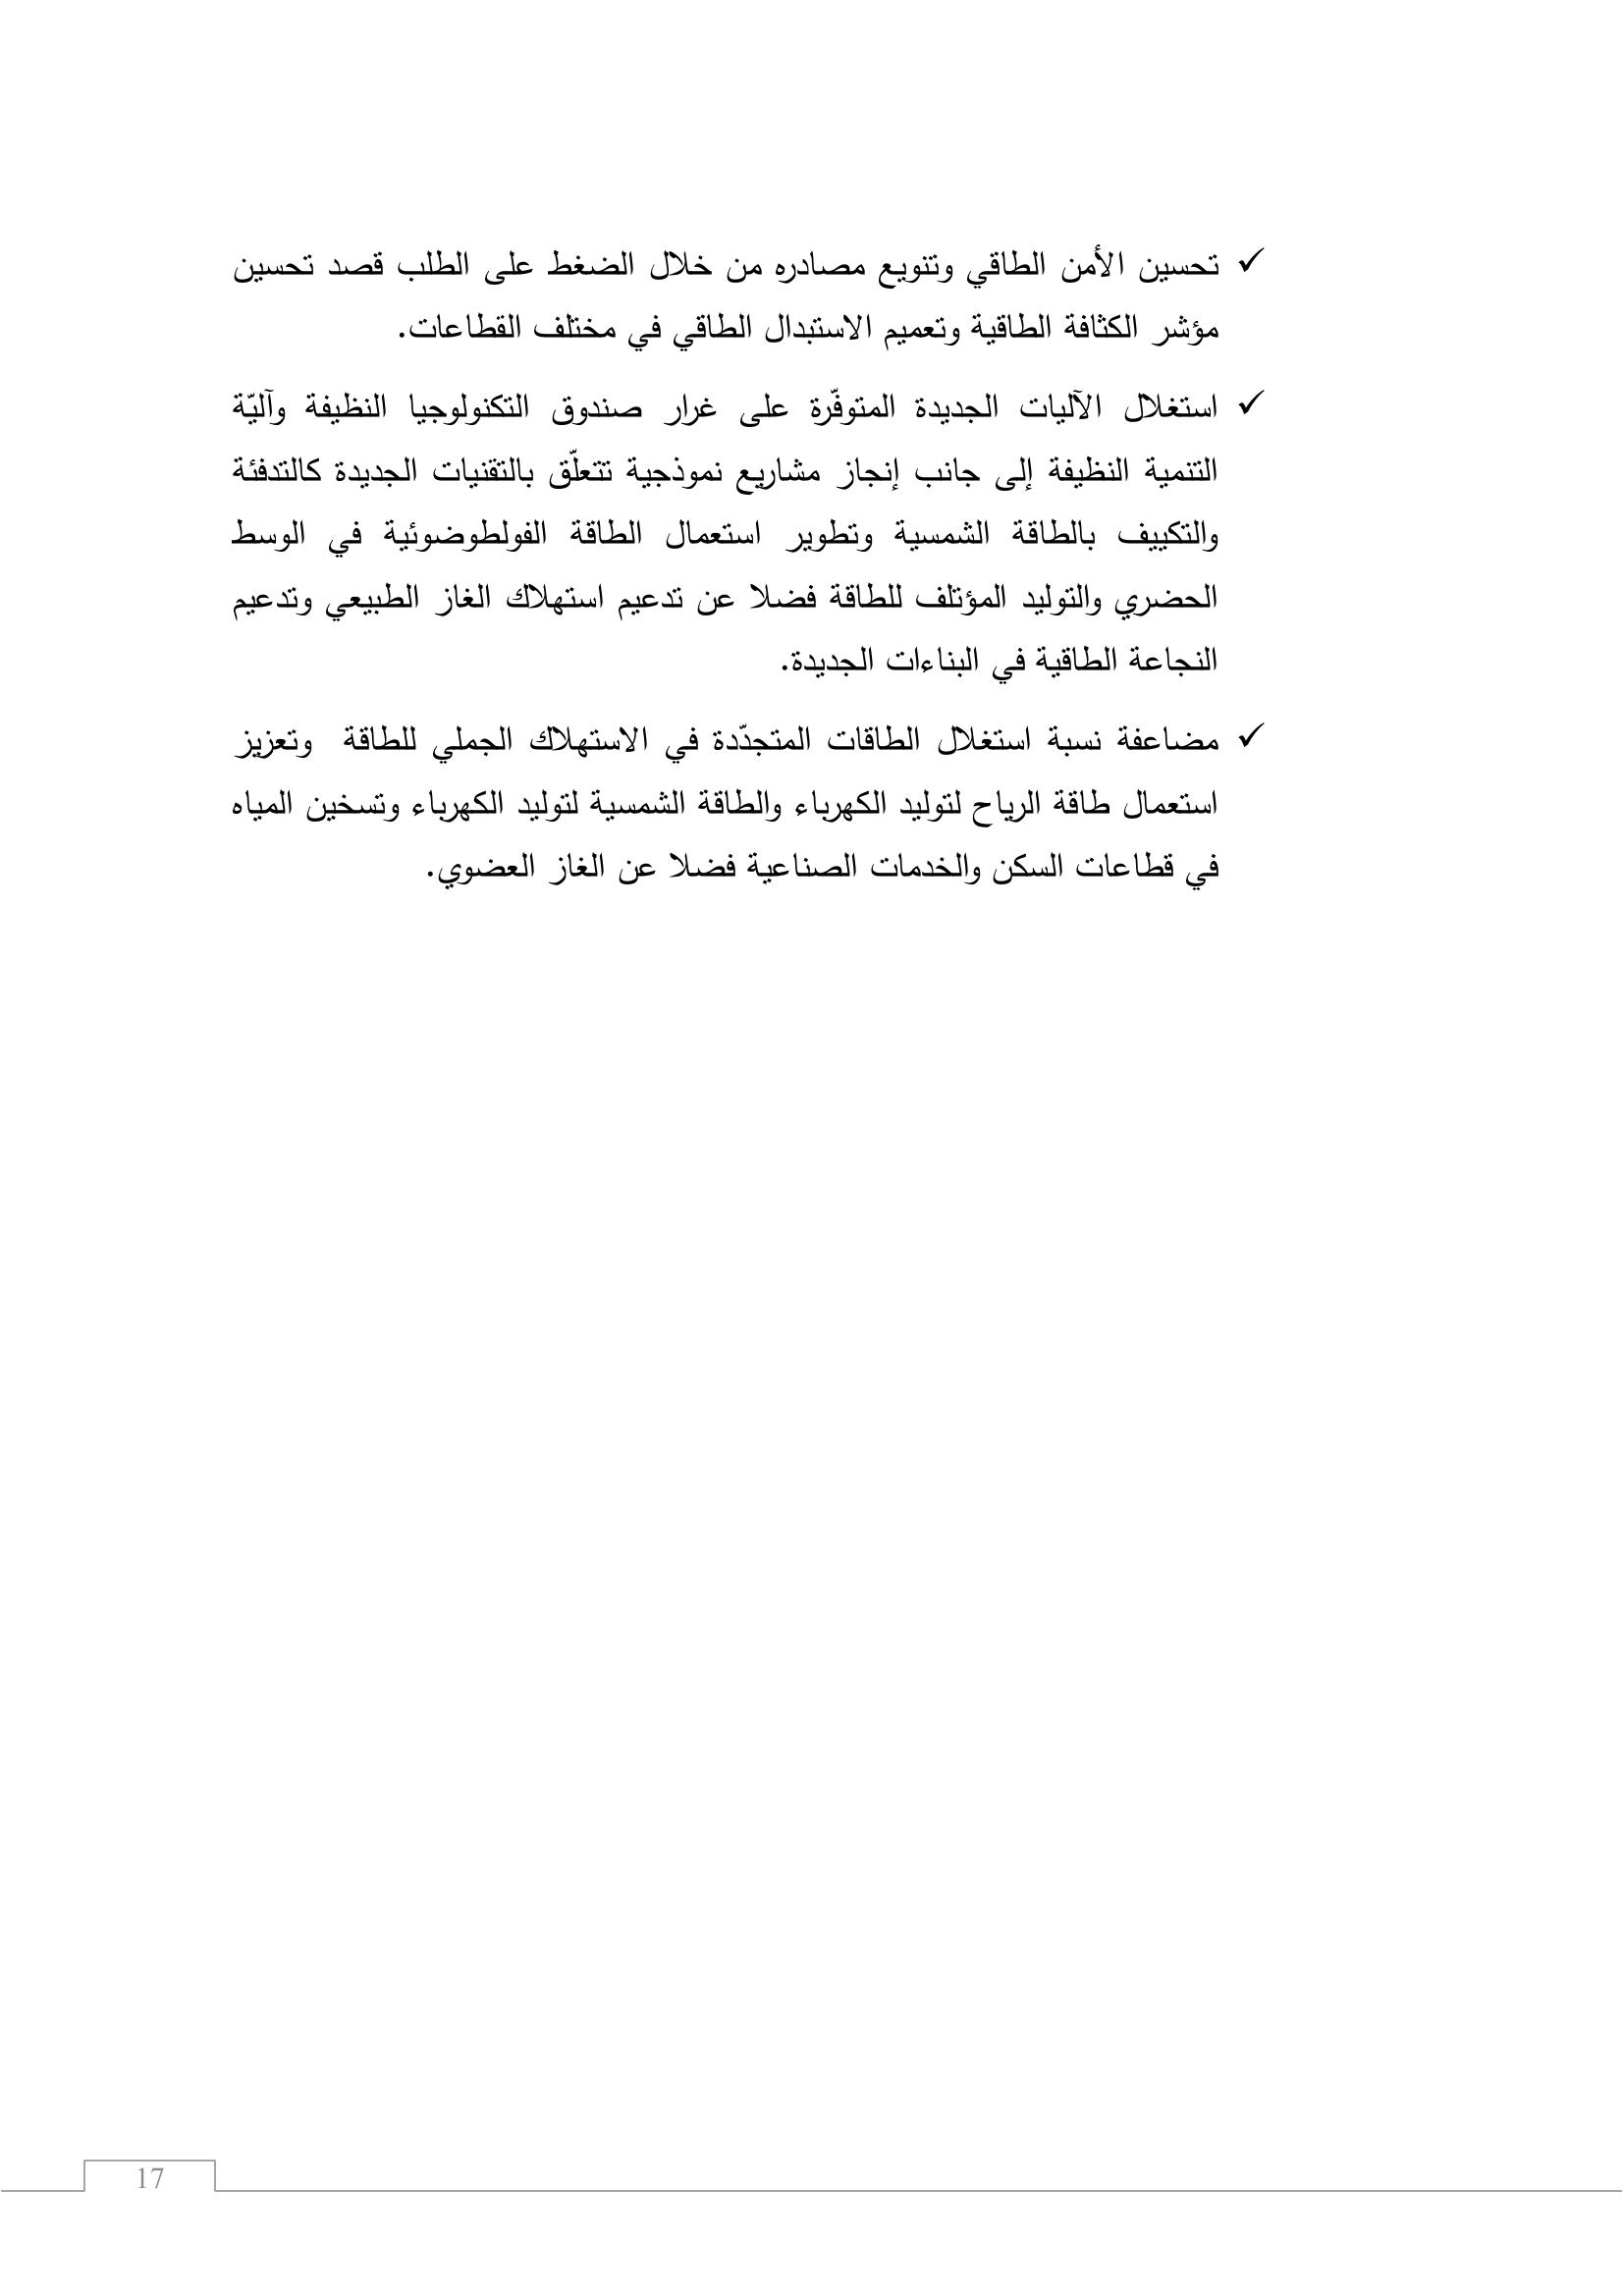 ✓ تحسين الأمن الطاقي وتنويع مصادره من خلال الضغط على الطلب قصد تحسين
مؤشر الكثافة الطاقية وتعميم الاستبدال الطاقي في مختلف القطاعات.
✓ استغلال الآليات الجديدة المتوفّرة على غرار صندوق التكنولوجيا النظيفة وآليّة
التنمية النظيفة إلى جانب إنجاز مشاريع نموذجية تتعلّق بالتقنيات الجديدة كالتدفئة
والتكييف بالطاقة الشمسية وتطوير استعمال الطاقة الفولطوضوئية في الوسط
الحضري والتوليد المؤتلف للطاقة فضلا عن تدعيم استهلاك الغاز الطبيعي وتدعيم
النجاعة الطاقية في البناءات الجديدة.
✓ مضاعفة نسبة استغلال الطاقات المتجدّدة في الاستهلاك الجملي للطاقة وتعزيز
استعمال طاقة الرياح لتوليد الكهرباء والطاقة الشمسية لتوليد الكهرباء وتسخين المياه
في قطاعات السكن والخدمات الصناعية فضلا عن الغاز العضوي.
17